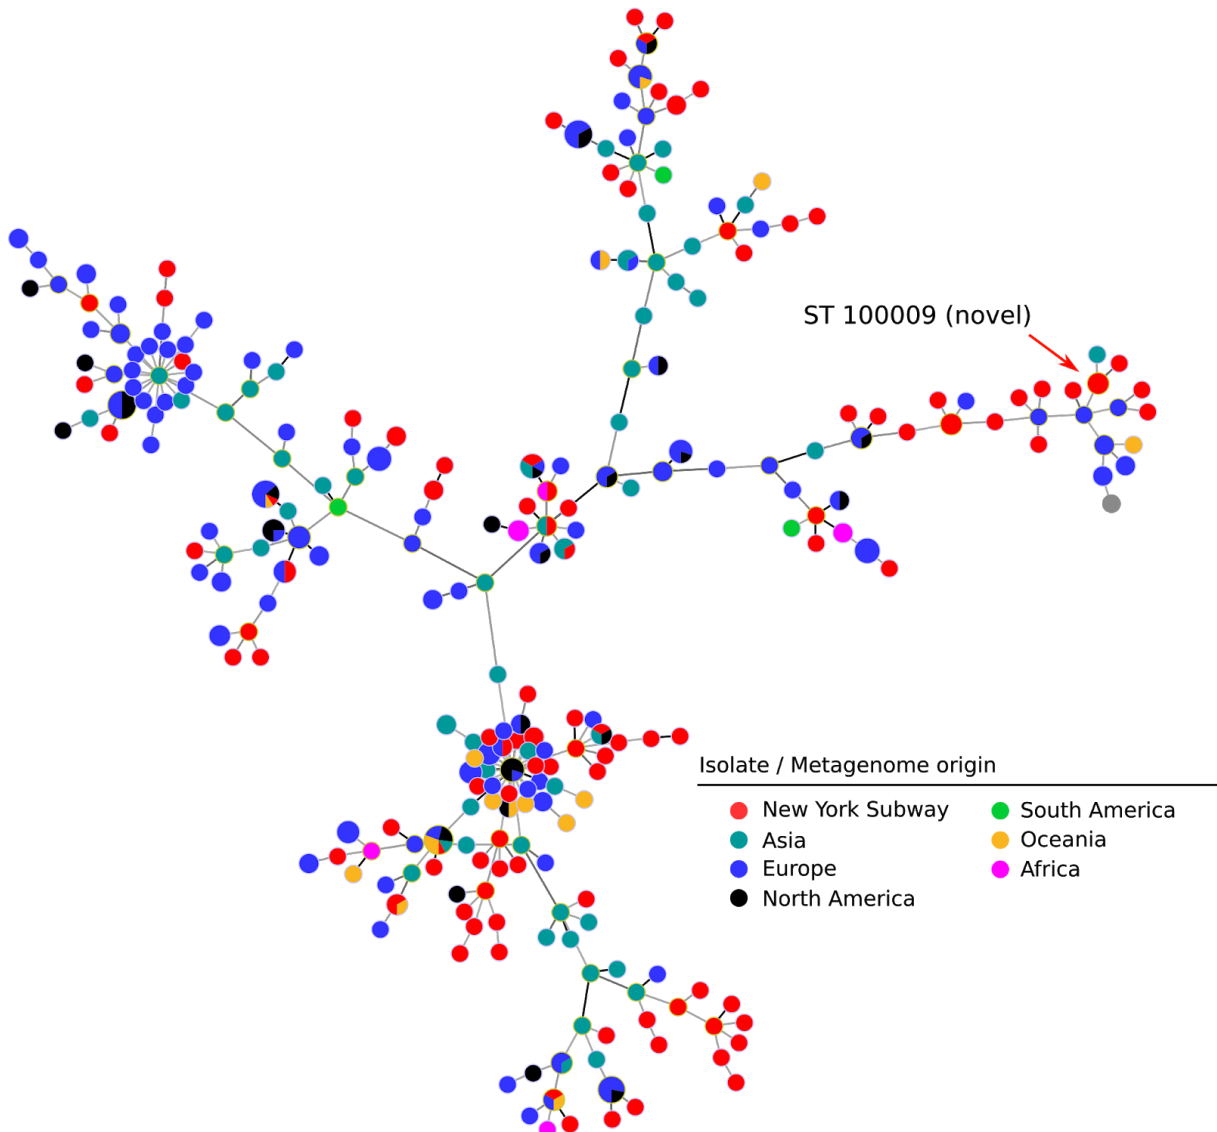 ST 100009 (novel)
Isolate / Metagenome origin
New York Subway
South America
Asia
Oceania
Europe
Africa
North America